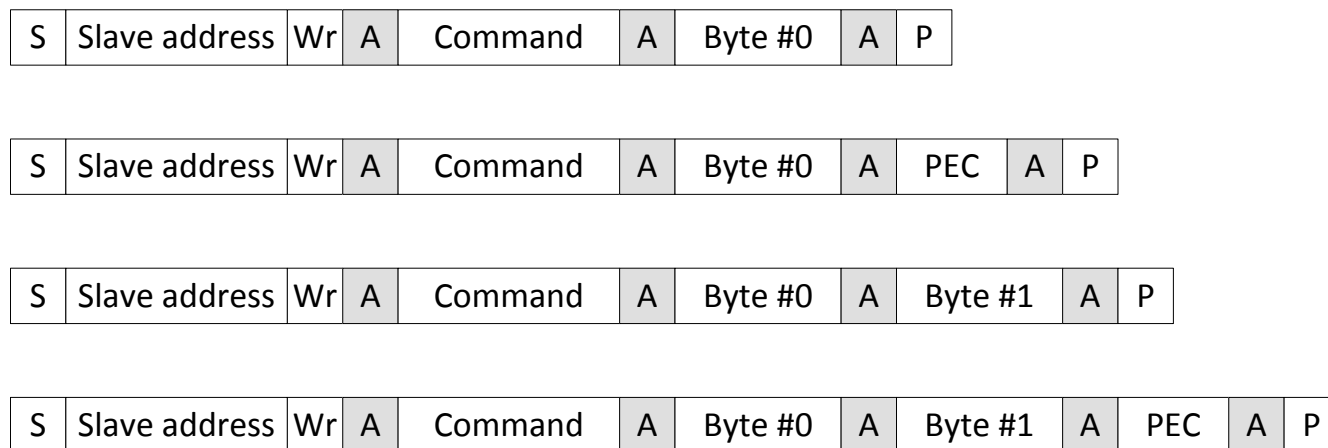 S Slave address Wr A Command A Byte #0 A P
S Slave address Wr A Command A Byte #0 A PEC A P
S Slave address Wr A Command A Byte #0 A Byte #1 A P
S Slave address Wr A Command A Byte #0 A Byte #1 A PEC A P